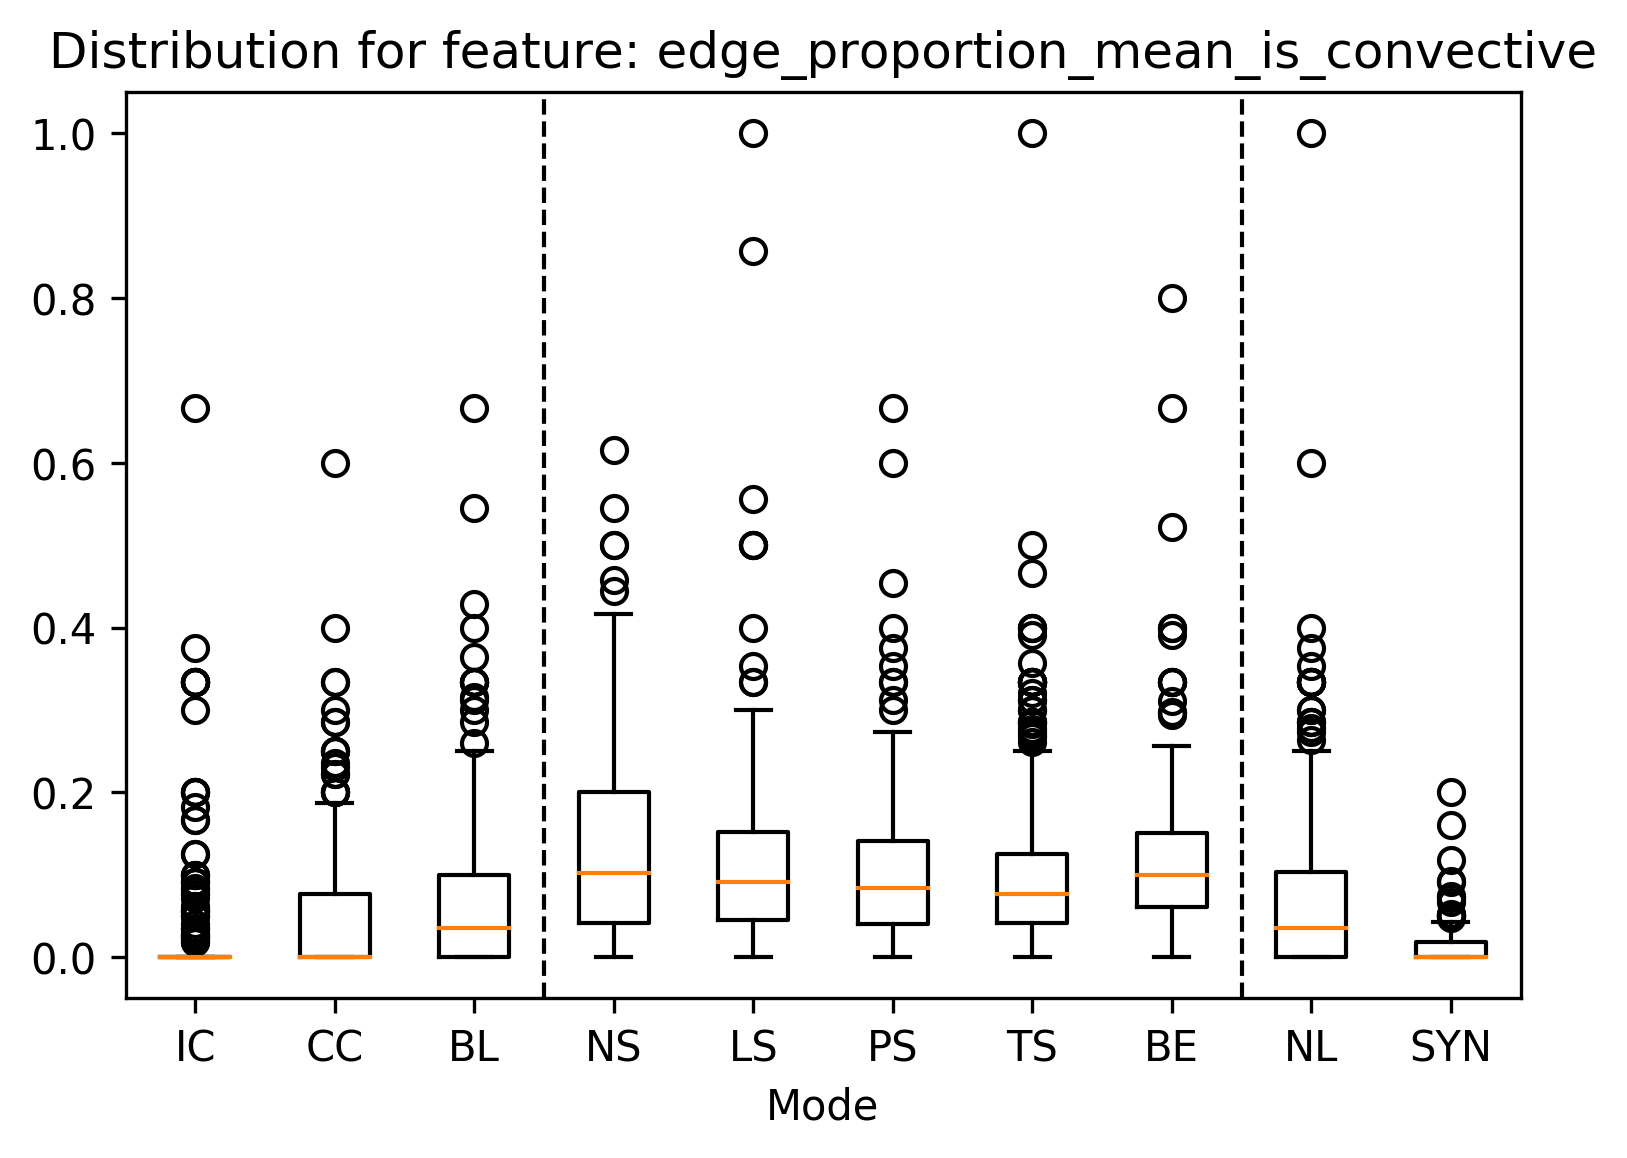 Distribution for feature: edge_proportion_mean_is_convective
1.0
0.8
0.6
0.4
0.2
0.0
IC CC BL NS LS PS TS BE NL SYN
Mode